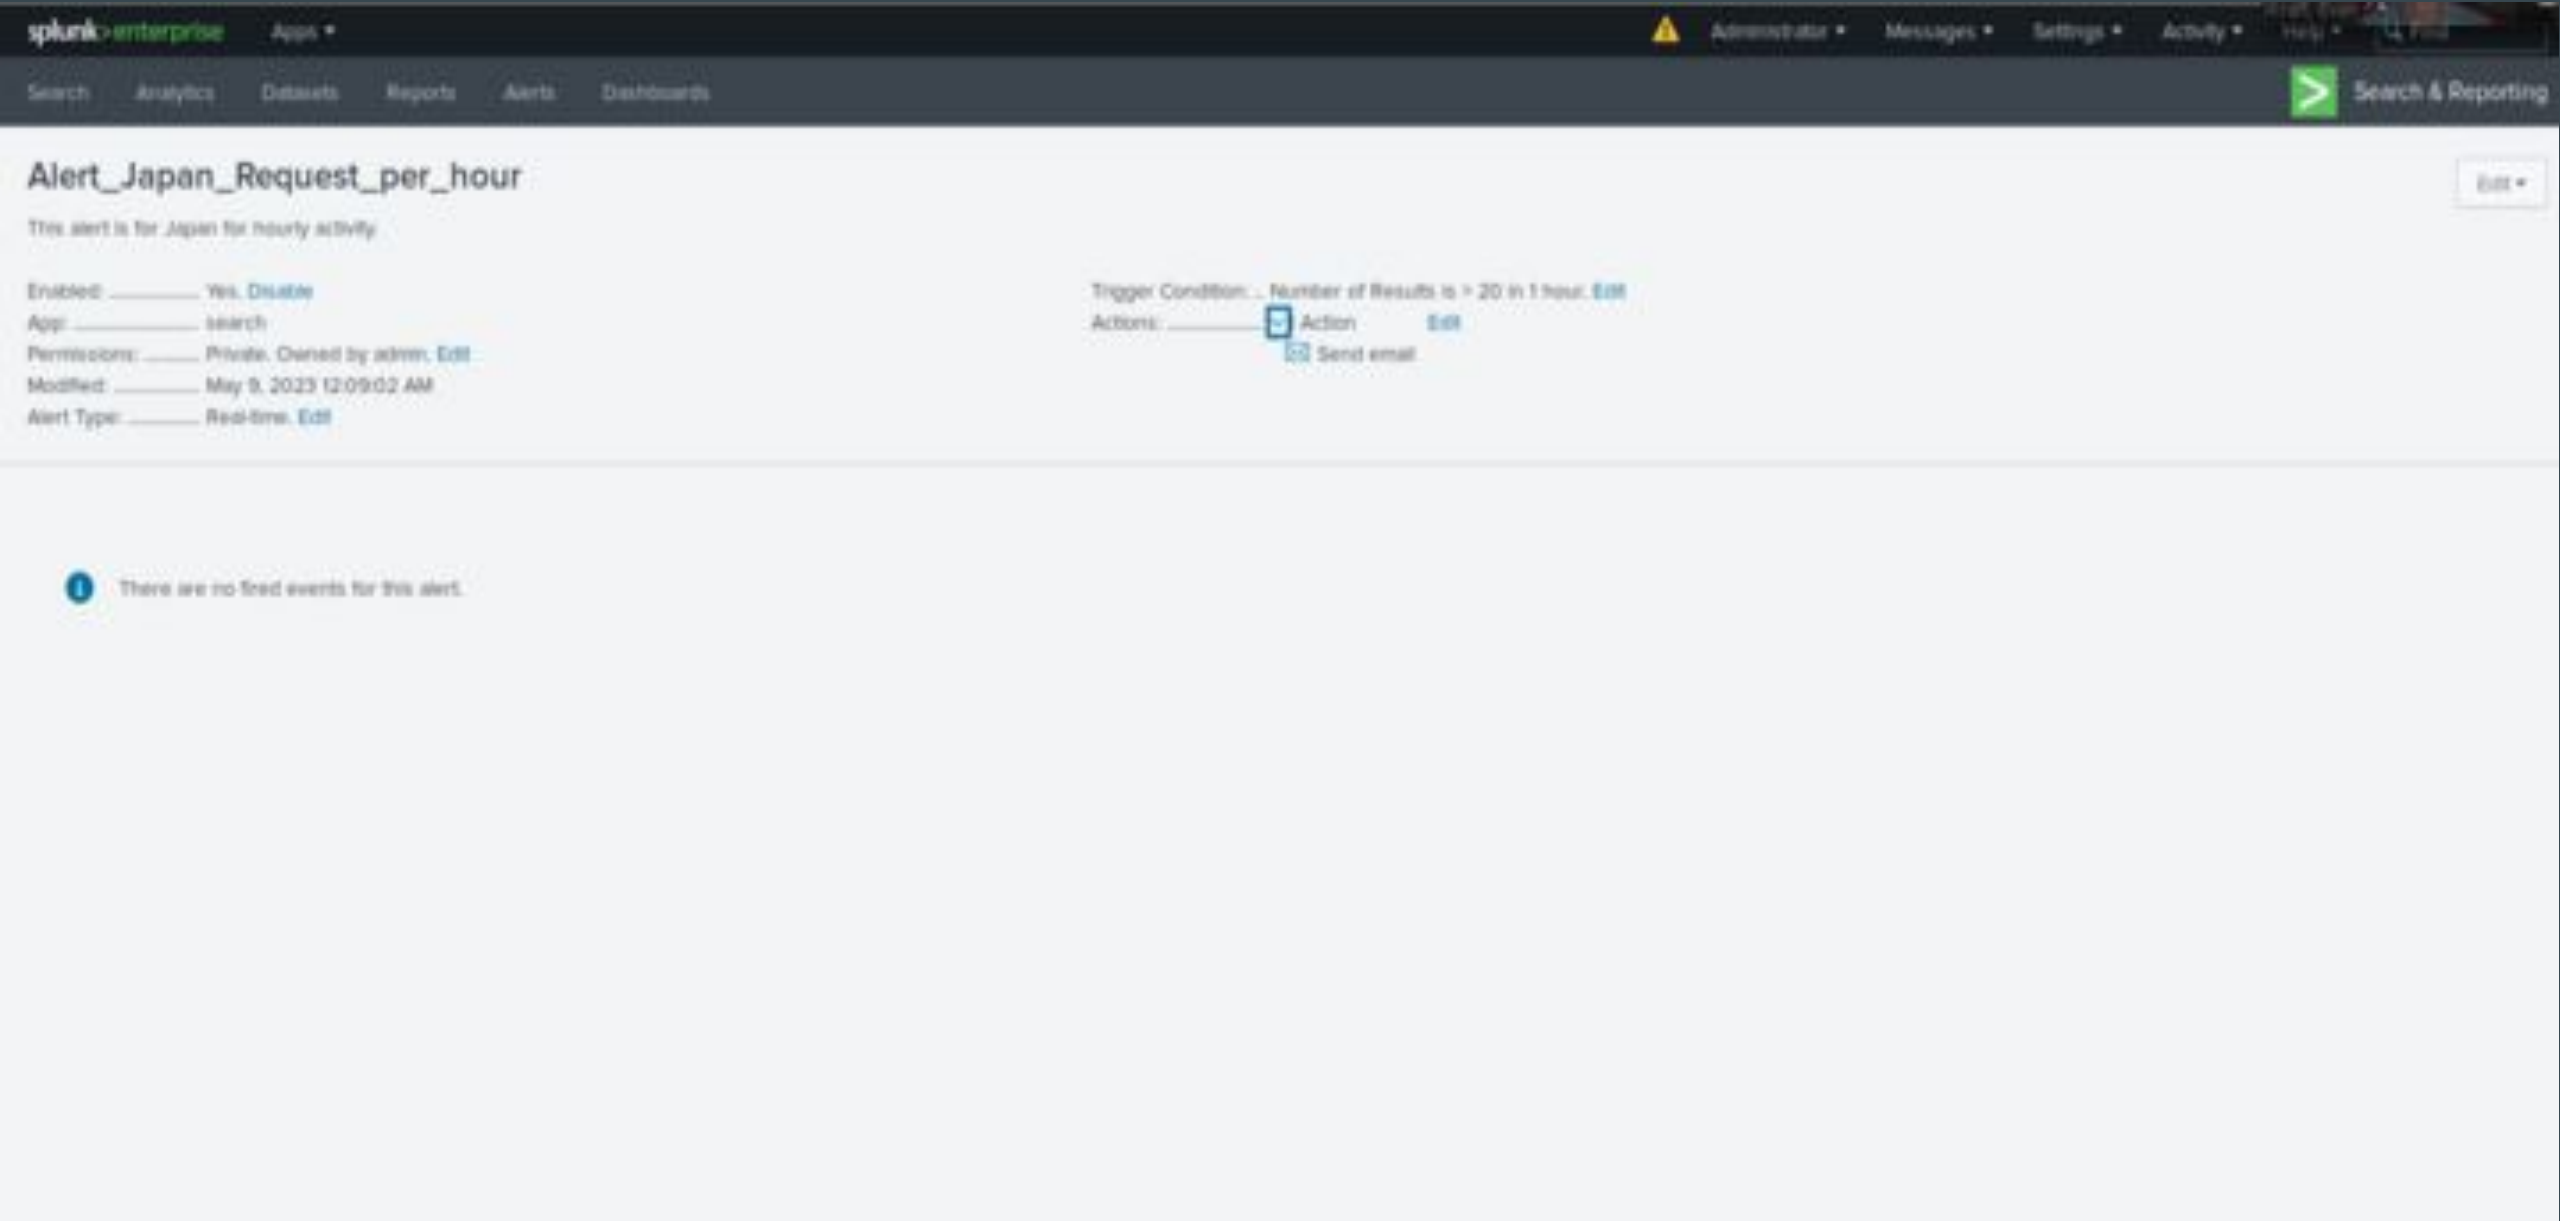 splunk>enterprise Apps Administrator Messages Settings Activity Help Find
Search Analytics Datasets Reports Alerts Dashboards Search & Reporting
Alert_Japan_Request_per_hour
Edit
This alert is for Japan for hourly activity.
Enabled: Yes. Disable
App: search
Permissions: Private. Owned by admin. Edit
Modified: May 9, 2023 12:09:02 AM
Alert Type: Real-time. Edit
Trigger Condition: Number of Results is > 20 in 1 hour. Edit
Actions: 1 Action Edit
Send email
There are no fired events for this alert.